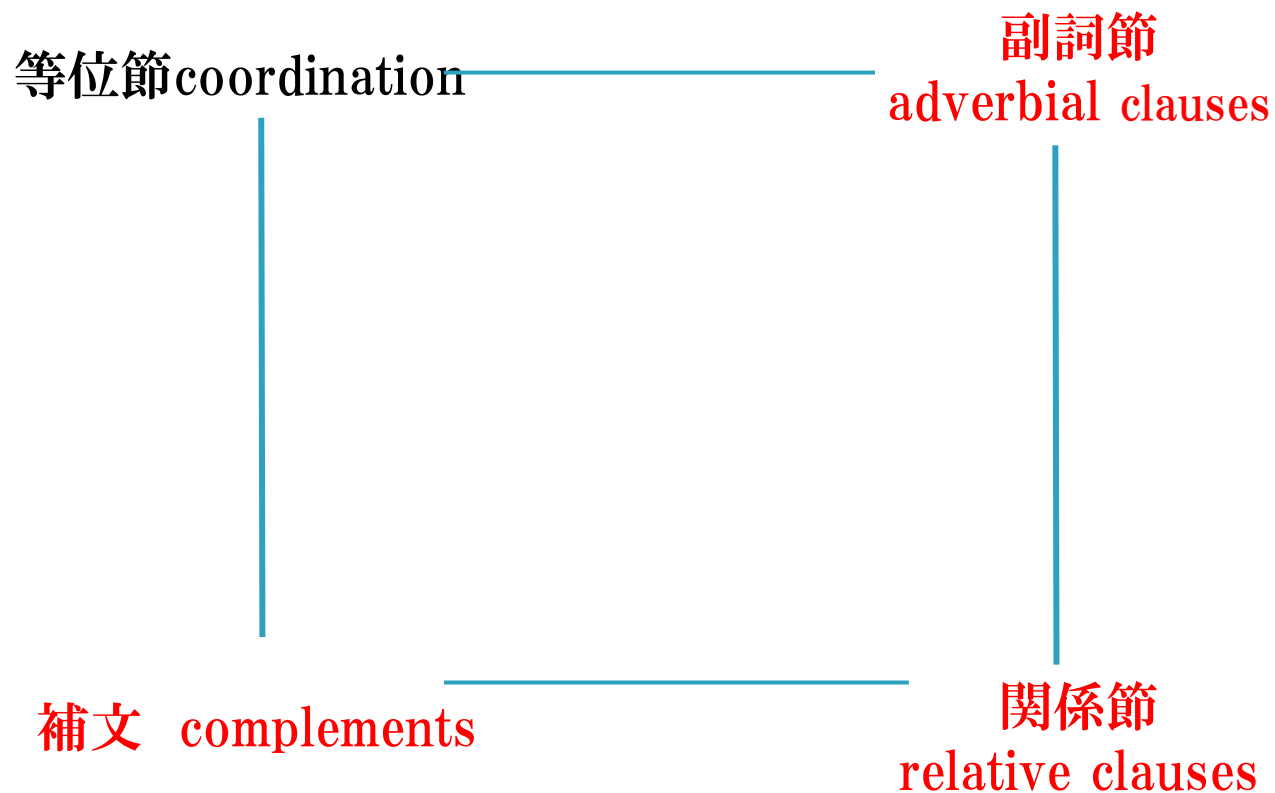 等位節coordination
副詞節
adverbial clauses
補文 complements
関係節
relative clauses